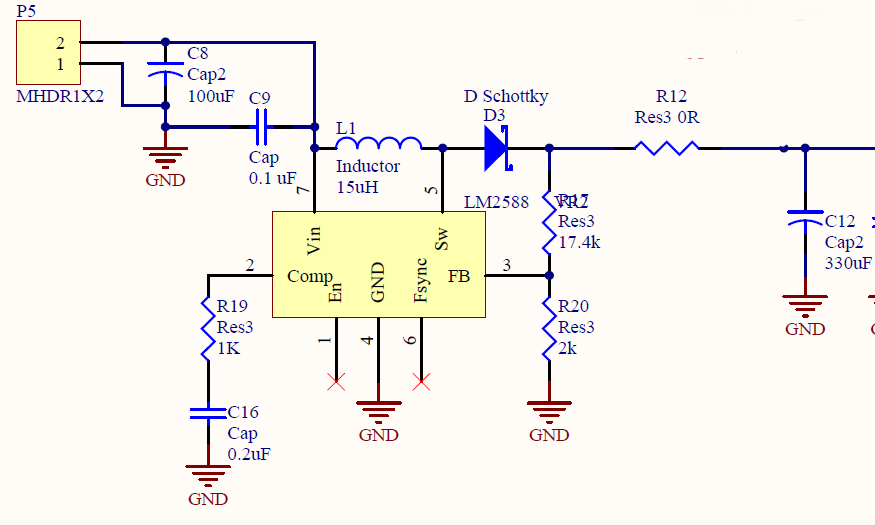 P5
2
1
MHDR1X2
C8
Cap2
100uF
GND
C9
Cap
0.1 uF
L1
Inductor
15uH
D Schottky
D3
R12
Res3 0R
7
5
LM2588
Res3
17.4k
Vin
Sw
2
Comp
En
GND
Fsync
FB
3
1
4
6
GND
R19
Res3
1K
C16
Cap
0.2uF
GND
R20
Res3
2k
GND
C12
Cap2
330uF
GND